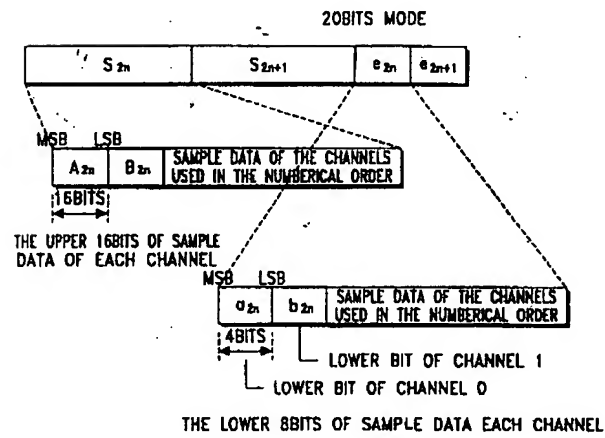 20BITS MODE
S2n S2n+1 e2n e2n+1
MSB LSB
A2n B2n SAMPLE DATA OF THE CHANNELS
USED IN THE NUMBERICAL ORDER
16BITS
THE UPPER 16BITS OF SAMPLE
DATA OF EACH CHANNEL
MSB LSB
a2n b2n SAMPLE DATA OF THE CHANNELS
USED IN THE NUMBERICAL ORDER
4BITS
LOWER BIT OF CHANNEL 1
LOWER BIT OF CHANNEL 0
THE LOWER 8BITS OF SAMPLE DATA EACH CHANNEL